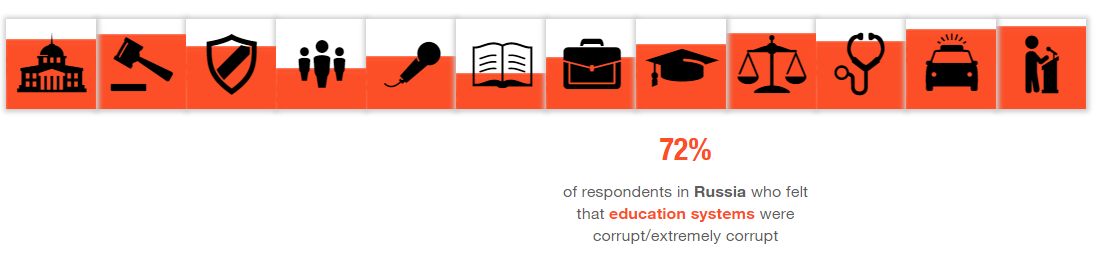 72%
of respondents in Russia who felt
that education systems were
corrupt/extremely corrupt